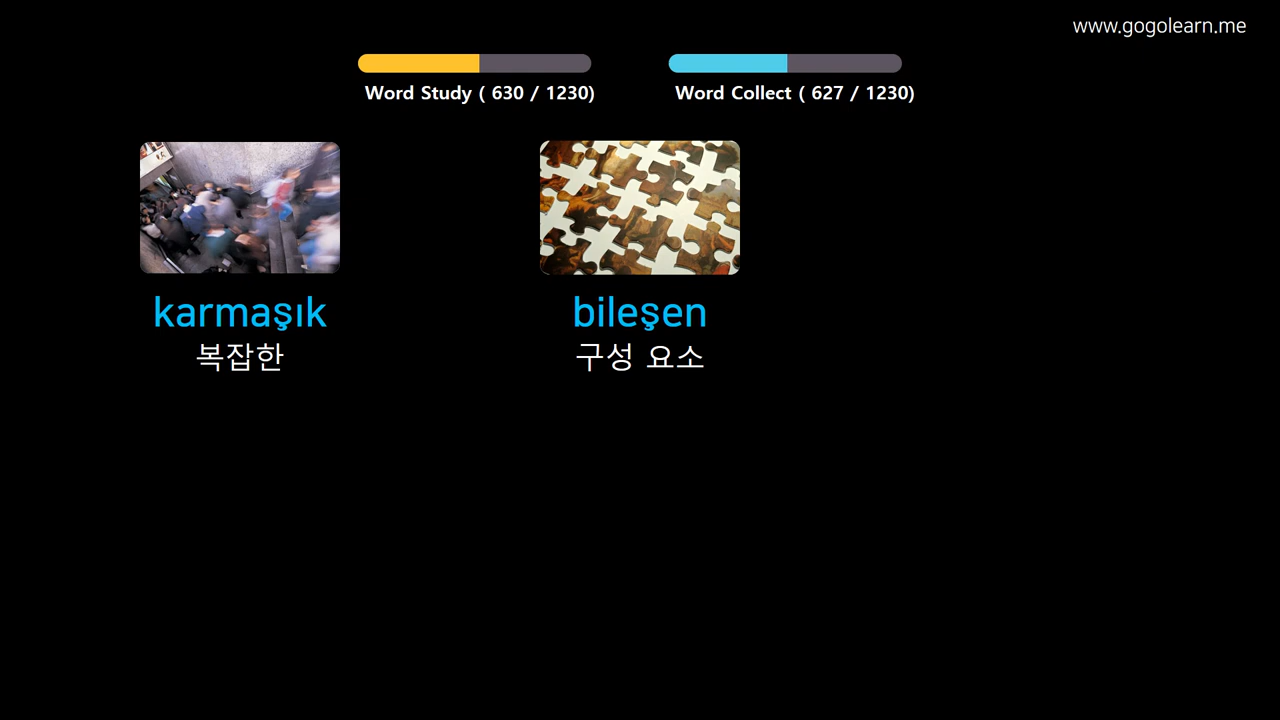 www.gogolearn.me
Word Study ( 630 / 1230)
Word Collect ( 627 / 1230)
karmaşık
복잡한
bileşen
구성 요소